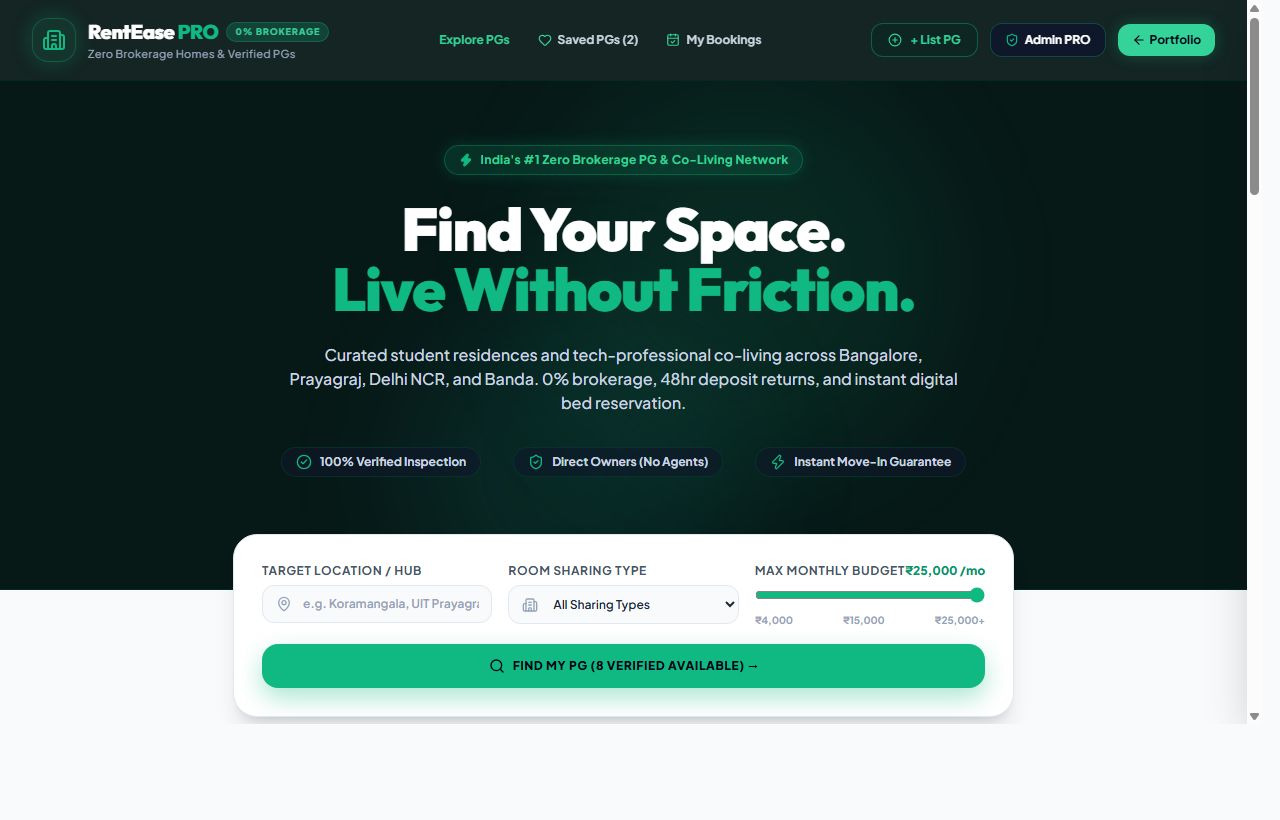 RentEase PRO 0% BROKERAGE
Zero Brokerage Homes & Verified PGs
Explore PGs
Saved PGs (2)
My Bookings
+ List PG
Admin PRO
← Portfolio
India's #1 Zero Brokerage PG & Co-Living Network
Find Your Space.
Live Without Friction.
Curated student residences and tech-professional co-living across Bangalore,
Prayagraj, Delhi NCR, and Banda. 0% brokerage, 48hr deposit returns, and instant digital
bed reservation.
100% Verified Inspection
Direct Owners (No Agents)
Instant Move-In Guarantee
TARGET LOCATION / HUB
e.g. Koramangala, UIT Prayagra
ROOM SHARING TYPE
All Sharing Types
MAX MONTHLY BUDGET₹25,000 /mo
₹4,000 ₹15,000 ₹25,000+
FIND MY PG (8 VERIFIED AVAILABLE) →